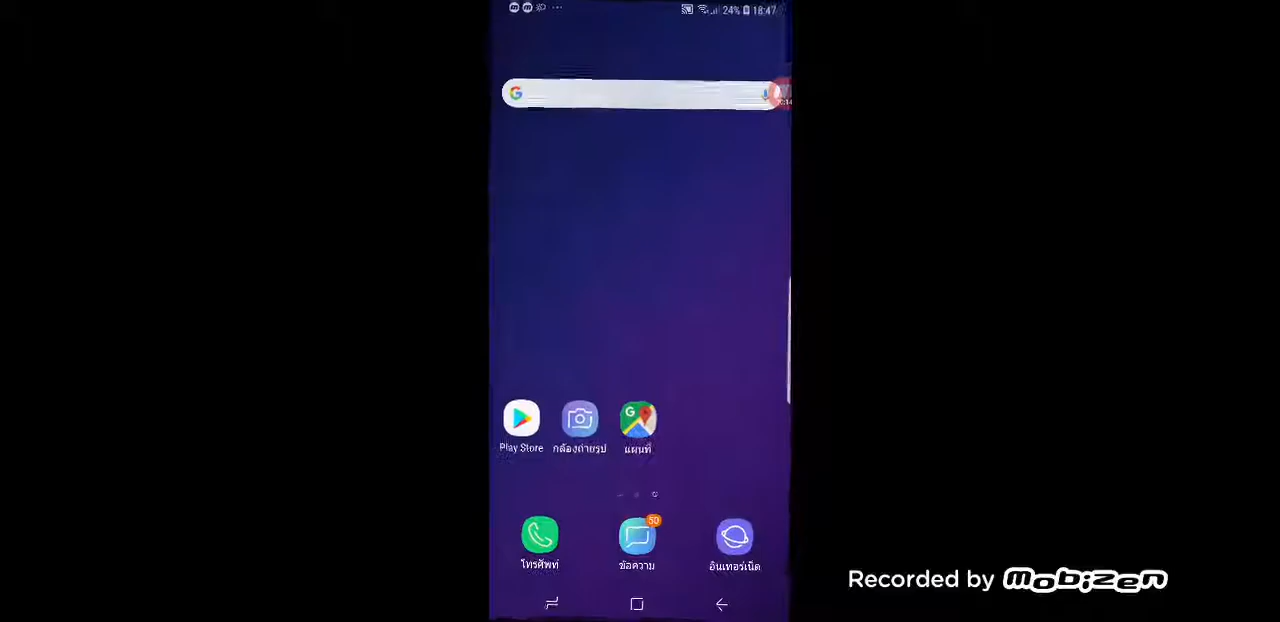 24% 18:47
Play Store
กล้องถ่ายรูป
แผนที่
50
โทรศัพท์
ข้อความ
อินเทอร์เน็ต
Recorded by mobizen